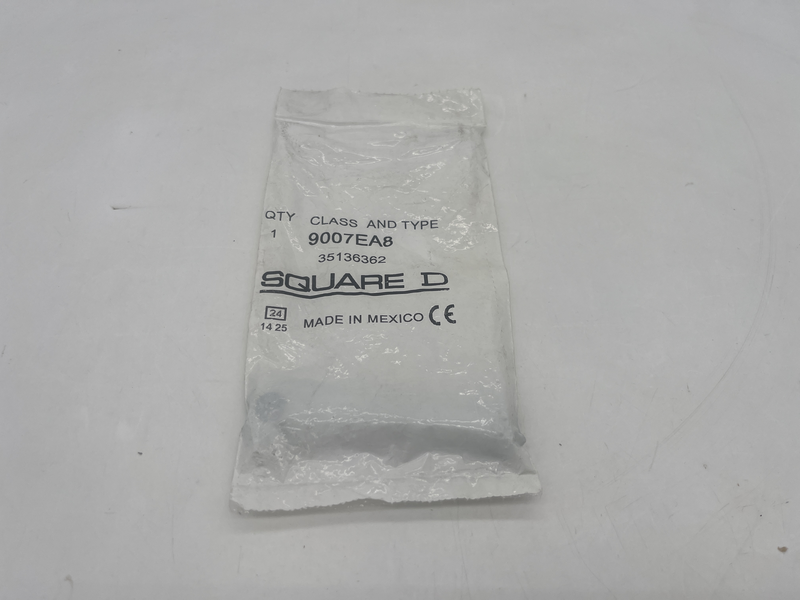 QTY CLASS AND TYPE
1 9007EA8
35136362
SQUARE D
24 MADE IN MEXICO CE
14 25